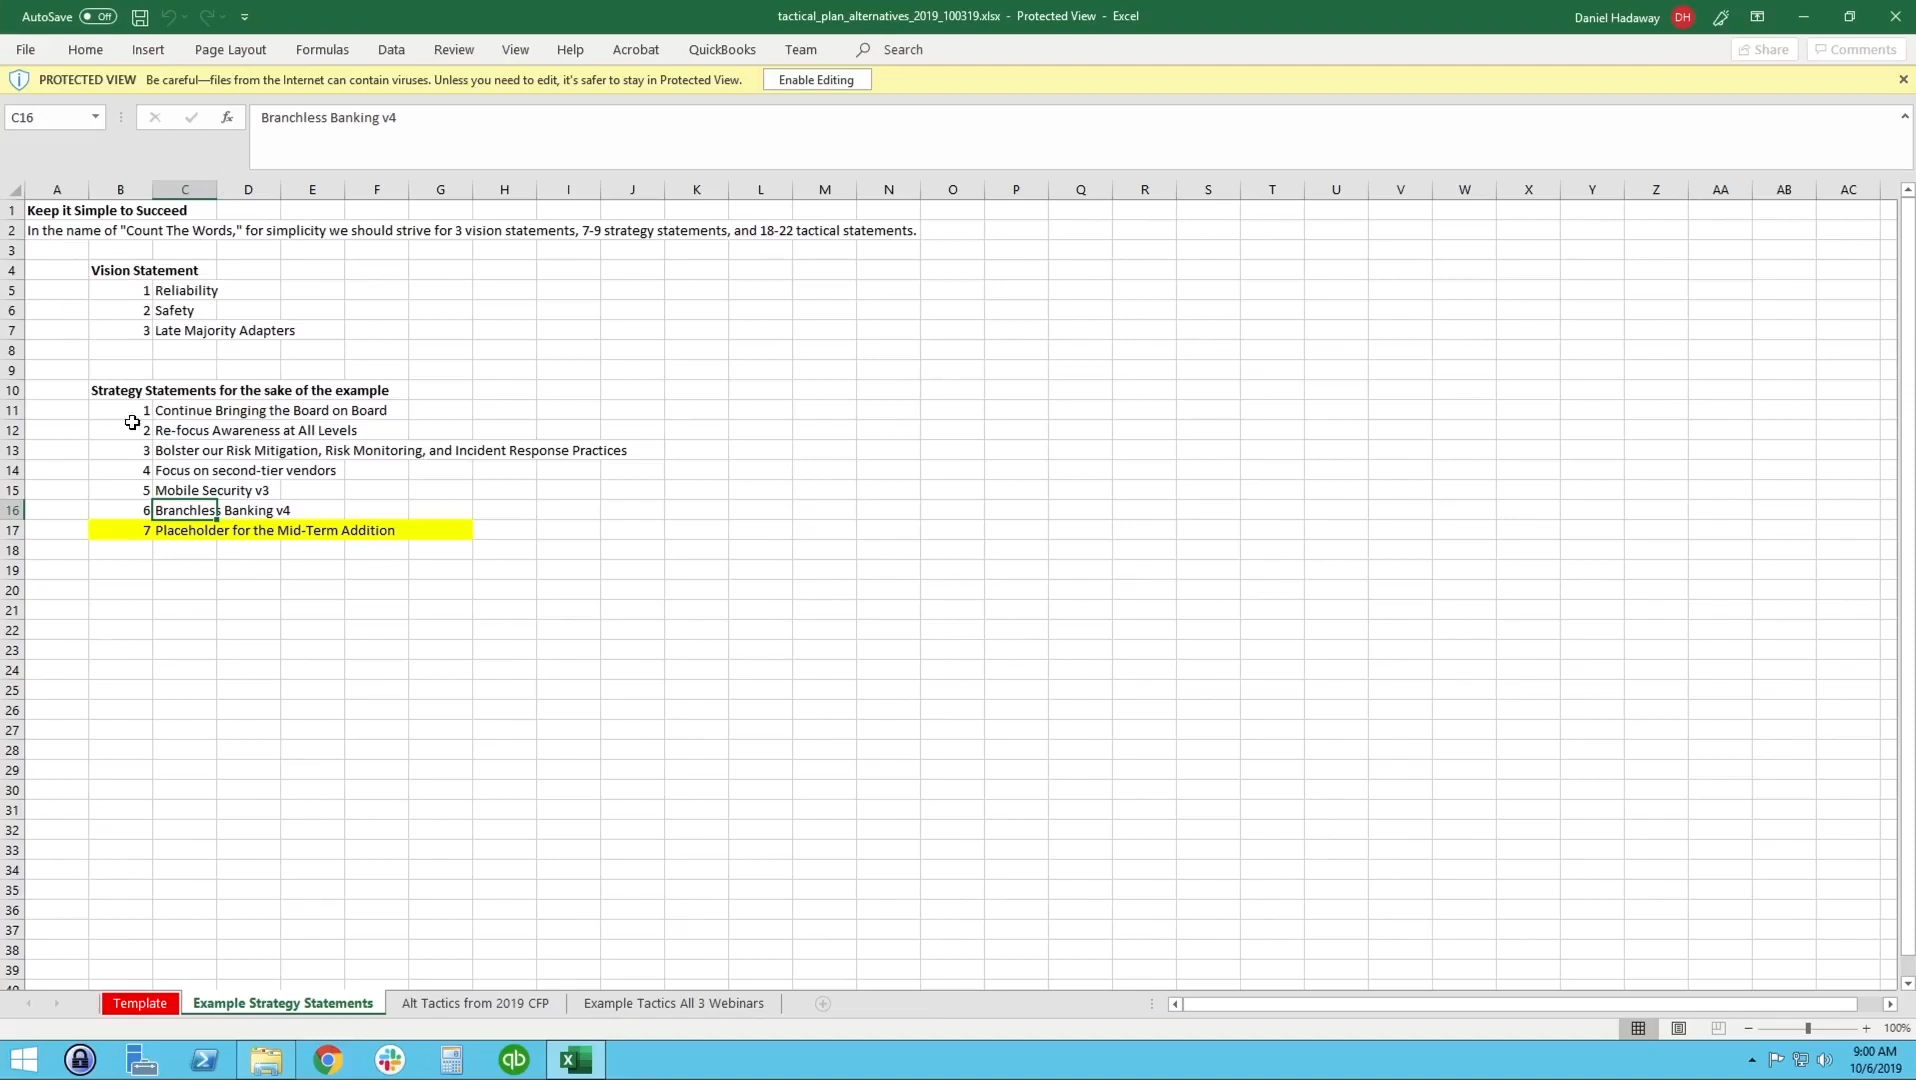 AutoSave Off
tactical_plan_alternatives_2019_100319.xlsx - Protected View - Excel
Daniel Hadaway DH
File Home Insert Page Layout Formulas Data Review View Help Acrobat QuickBooks Team Search Share Comments
PROTECTED VIEW Be careful—files from the Internet can contain viruses. Unless you need to edit, it's safer to stay in Protected View. Enable Editing
C16 fx Branchless Banking v4
A B C D E F G H I J K L M N O P Q R S T U V W X Y Z AA AB AC
1 Keep it Simple to Succeed
2 In the name of "Count The Words," for simplicity we should strive for 3 vision statements, 7-9 strategy statements, and 18-22 tactical statements.
3
4 Vision Statement
5 1 Reliability
6 2 Safety
7 3 Late Majority Adapters
8
9
10 Strategy Statements for the sake of the example
11 1 Continue Bringing the Board on Board
12 2 Re-focus Awareness at All Levels
13 3 Bolster our Risk Mitigation, Risk Monitoring, and Incident Response Practices
14 4 Focus on second-tier vendors
15 5 Mobile Security v3
16 6 Branchless Banking v4
17 7 Placeholder for the Mid-Term Addition
18
19
20
21
22
23
24
25
26
27
28
29
30
31
32
33
34
35
36
37
38
39
40
Template Example Strategy Statements Alt Tactics from 2019 CFP Example Tactics All 3 Webinars
100%
9:00 AM
10/6/2019